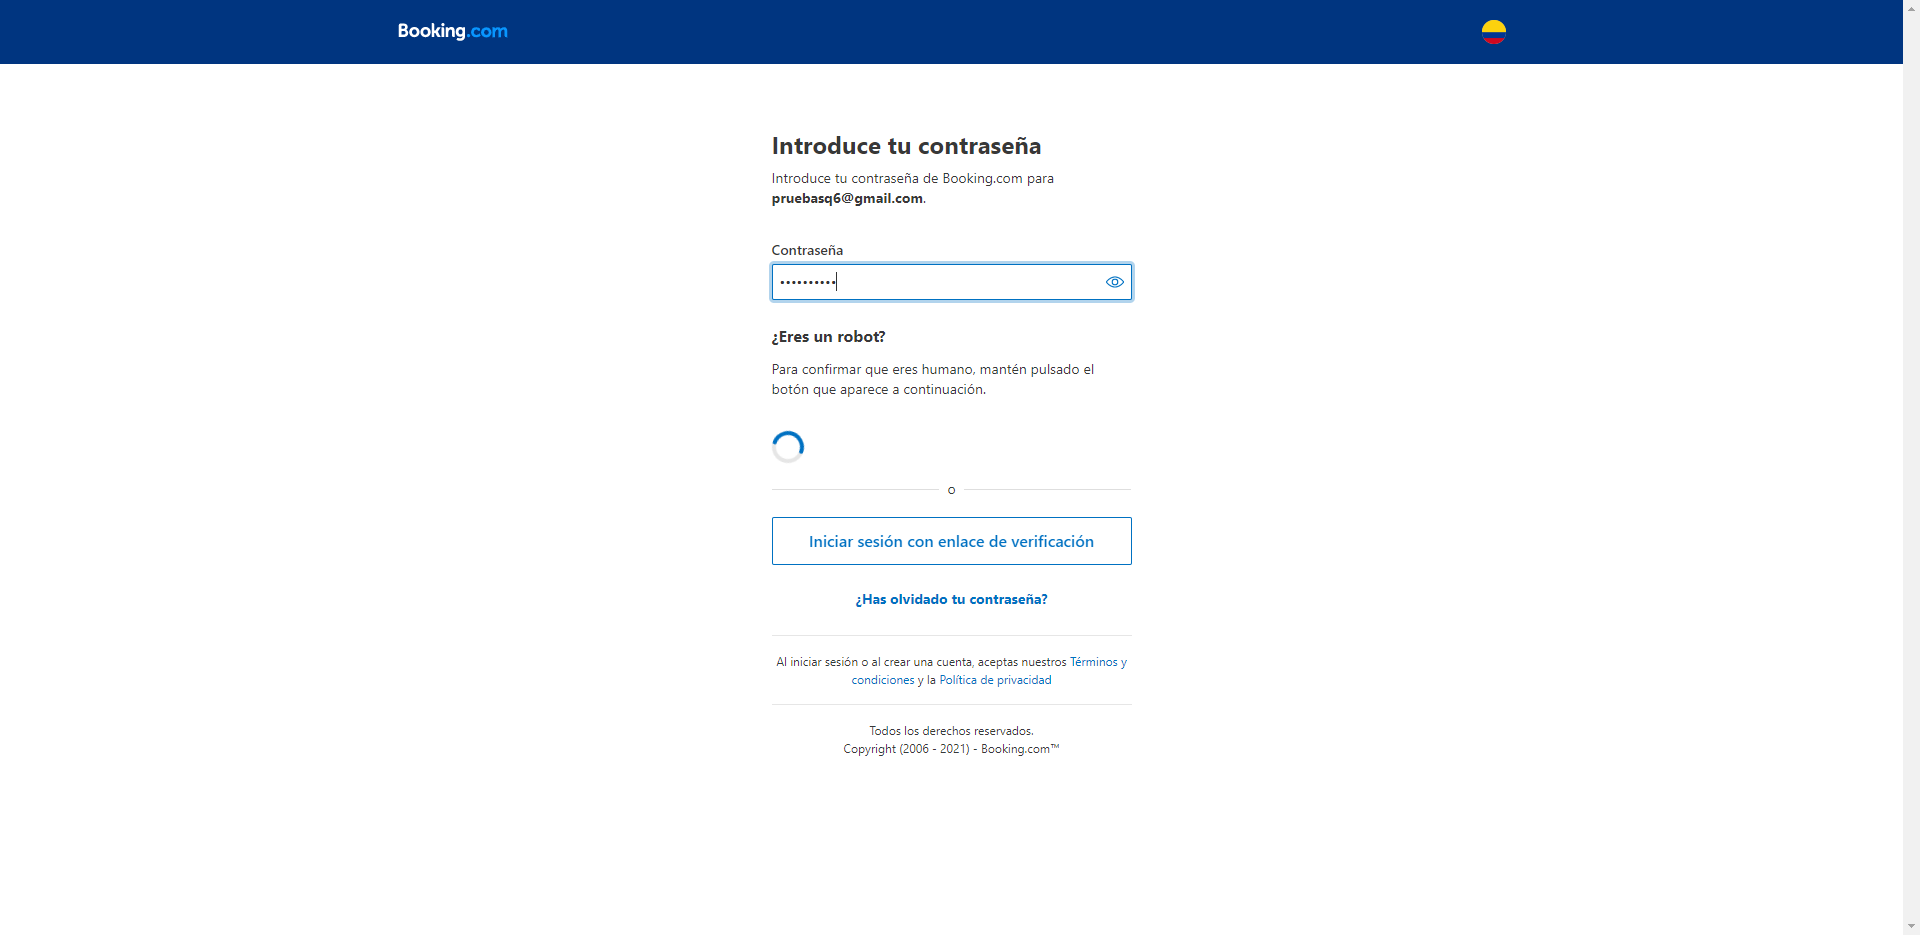 Booking.com
Introduce tu contraseña
Introduce tu contraseña de Booking.com para
pruebasq6@gmail.com.
Contraseña
••••••••••
¿Eres un robot?
Para confirmar que eres humano, mantén pulsado el
botón que aparece a continuación.
o
Iniciar sesión con enlace de verificación
¿Has olvidado tu contraseña?
Al iniciar sesión o al crear una cuenta, aceptas nuestros Términos y
condiciones y la Política de privacidad
Todos los derechos reservados.
Copyright (2006 - 2021) - Booking.com™